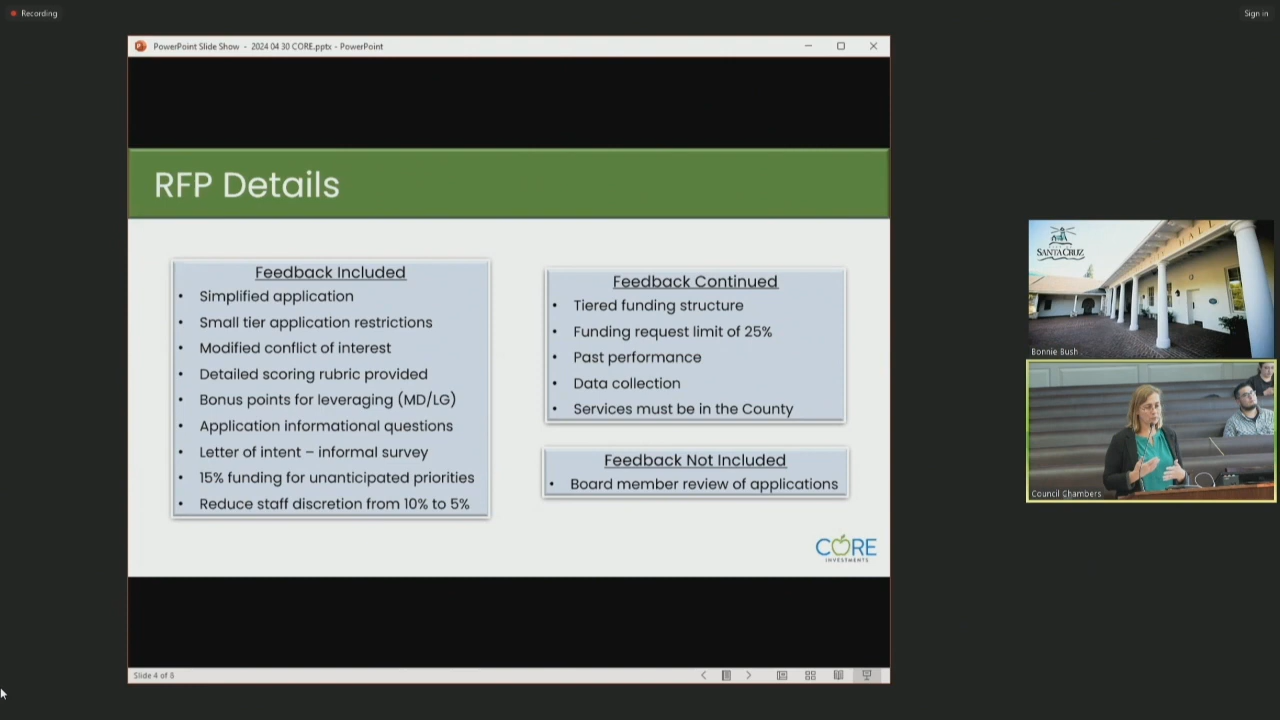 Recording
Sign in
PowerPoint Slide Show - 2024 04 30 CORE.pptx - PowerPoint
RFP Details
Feedback Included
• Simplified application
• Small tier application restrictions
• Modified conflict of interest
• Detailed scoring rubric provided
• Bonus points for leveraging (MD/LG)
• Application informational questions
• Letter of intent – informal survey
• 15% funding for unanticipated priorities
• Reduce staff discretion from 10% to 5%
Feedback Continued
• Tiered funding structure
• Funding request limit of 25%
• Past performance
• Data collection
• Services must be in the County
Feedback Not Included
• Board member review of applications
CORE
INVESTMENTS
Slide 4 of 5
SANTA CRUZ
HALL
Bonnie Bush
Council Chambers